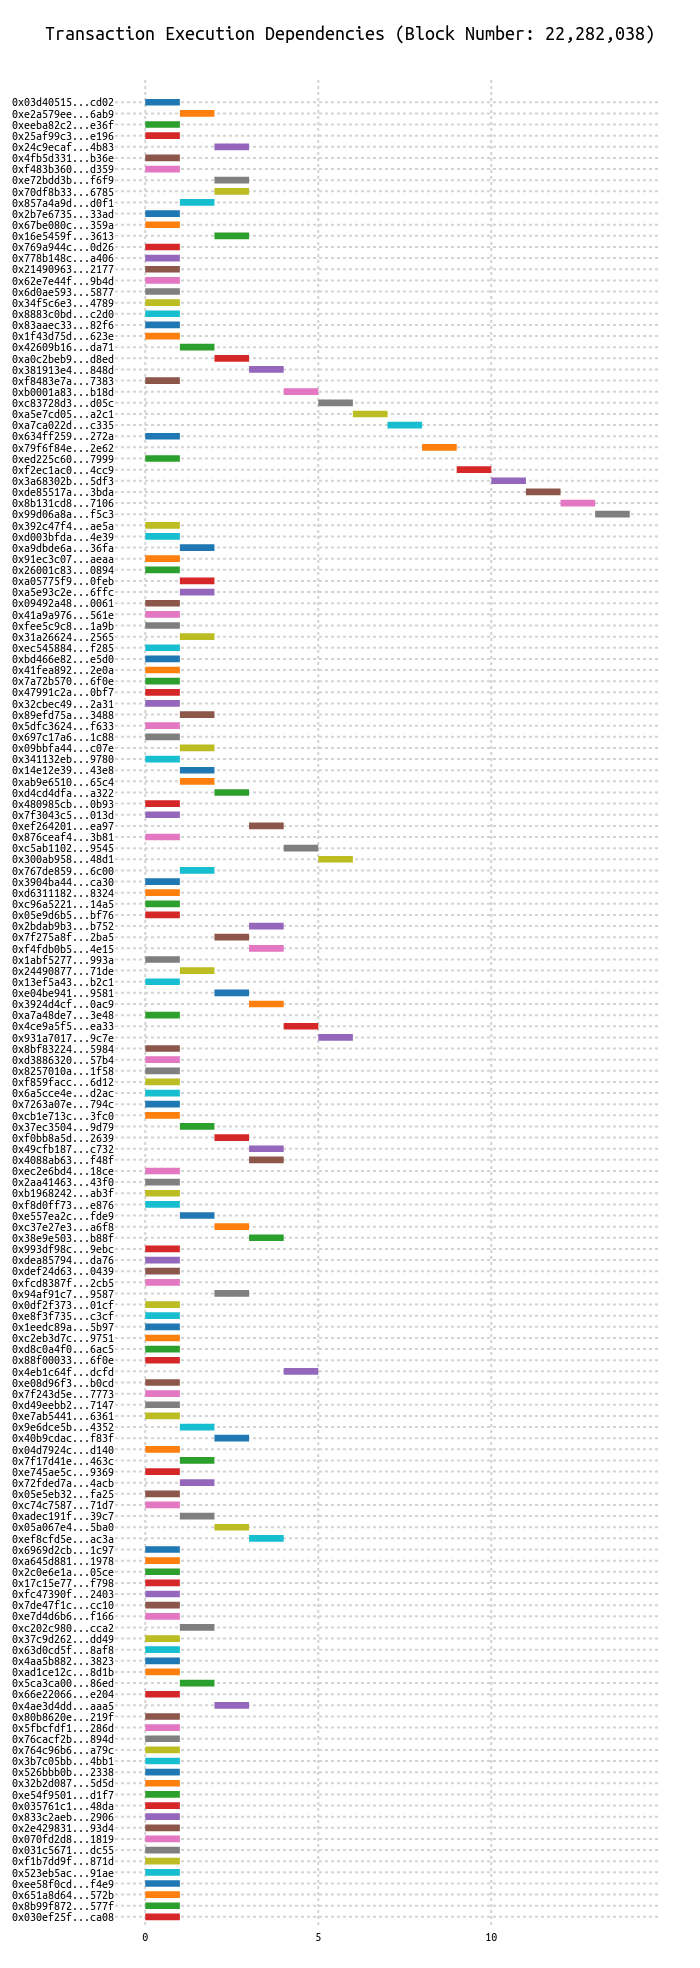 Transaction Execution Dependencies (Block Number: 22,282,038)
0x03d40515...cd02
0xe2a579ee...6ab9
0xeeba82c2...e36f
0x25af99c3...e196
0x24c9ecaf...4b83
0x4fb5d331...b36e
0xf483b360...d359
0xe72bdd3b...f6f9
0x70df8b33...6785
0x857a4a9d...d0f1
0x2b7e6735...33ad
0x67be080c...359a
0x16e5459f...3613
0x769a944c...0d26
0x778b148c...a406
0x21490963...2177
0x62e7e44f...9b4d
0x6d0ae593...5877
0x34f5c6e3...4789
0x8883c0bd...c2d0
0x83aaec33...82f6
0x1f43d75d...623e
0x42609b16...da71
0xa0c2beb9...d8ed
0x381913e4...848d
0xf8483e7a...7383
0xb0001a83...b18d
0xc83728d3...d05c
0xa5e7cd05...a2c1
0xa7ca022d...c335
0x634ff259...272a
0x79f6f84e...2e62
0xed225c60...7999
0xf2ec1ac0...4cc9
0x3a68302b...5df3
0xde85517a...3bda
0x8b131cd8...7106
0x99d06a8a...f5c3
0x392c47f4...ae5a
0xd003bfda...4e39
0xa9dbde6a...36fa
0x91ec3c07...aeaa
0x26001c83...0894
0xa05775f9...0feb
0xa5e93c2e...6ffc
0x09492a48...0061
0x41a9a976...561e
0xfee5c9c8...1a9b
0x31a26624...2565
0xec545884...f285
0xbd466e82...e5d0
0x41fea892...2e0a
0x7a72b570...6f0e
0x47991c2a...0bf7
0x32cbec49...2a31
0x89efd75a...3488
0x5dfc3624...f633
0x697c17a6...1c88
0x09bbfa44...c07e
0x341132eb...9780
0x14e12e39...43e8
0xab9e6510...65c4
0xd4cd4dfa...a322
0x480985cb...0b93
0x7f3043c5...013d
0xef264201...ea97
0x876ceaf4...3b81
0xc5ab1102...9545
0x300ab958...48d1
0x767de859...6c00
0x3904ba44...ca30
0xd6311182...8324
0xc96a5221...14a5
0x05e9d6b5...bf76
0x2bdab9b3...b752
0x7f275a8f...2ba5
0xf4fdb0b5...4e15
0x1abf5277...993a
0x24490877...71de
0x13ef5a43...b2c1
0xe04be941...9581
0x3924d4cf...0ac9
0xa7a48de7...3e48
0x4ce9a5f5...ea33
0x931a7017...9c7e
0x8bf83224...5984
0xd3886320...57b4
0x8257010a...1f58
0xf859facc...6d12
0x6a5cce4e...d2ac
0x7263a07e...794c
0xcb1e713c...3fc0
0x37ec3504...9d79
0xf0bb8a5d...2639
0x49cfb187...c732
0x4088ab63...f48f
0xec2e6bd4...18ce
0x2aa41463...43f0
0xb1968242...ab3f
0xf8d0ff73...e876
0xe557ea2c...fde9
0xc37e27e3...a6f8
0x38e9e503...b88f
0x993df98c...9ebc
0xdea85794...da76
0xdef24d63...0439
0xfcd8387f...2cb5
0x94af91c7...9587
0x0df2f373...01cf
0xe8f3f735...c3cf
0x1eedc89a...5b97
0xc2eb3d7c...9751
0xd8c0a4f0...6ac5
0x88f00033...6f0e
0x4eb1c64f...dcfd
0xe08d96f3...b0cd
0x7f243d5e...7773
0xd49eebb2...7147
0xe7ab5441...6361
0x9e6dce5b...4352
0x40b9cdac...f83f
0x04d7924c...d140
0x7f17d41e...463c
0xe745ae5c...9369
0x72fded7a...4acb
0x05e5eb32...fa25
0xc74c7587...71d7
0xadec191f...39c7
0x05a067e4...5ba0
0xef8cfd5e...ac3a
0x6969d2cb...1c97
0xa645d881...1978
0x2c0e6e1a...05ce
0x17c15e77...f798
0xfc47390f...2403
0x7de47f1c...cc10
0xe7d4d6b6...f166
0xc202c980...cca2
0x37c9d262...dd49
0x63d0cd5f...8af8
0x4aa5b882...3823
0xad1ce12c...8d1b
0x5ca3ca00...86ed
0x66e22066...e204
0x4ae3d4dd...aaa5
0x80b8620e...219f
0x5fbcfdf1...286d
0x76cacf2b...894d
0x764c96b6...a79c
0x3b7c05bb...4bb1
0x526bbb0b...2338
0x32b2d087...5d5d
0xe54f9501...d1f7
0x035761c1...48da
0x833c2aeb...2906
0x2e429831...93d4
0x070fd2d8...1819
0x031c5671...dc55
0xf1b7dd9f...871d
0x523eb5ac...91ae
0xee58f0cd...f4e9
0x651a8d64...572b
0x8b99f872...577f
0x030ef25f...ca08
0 5 10